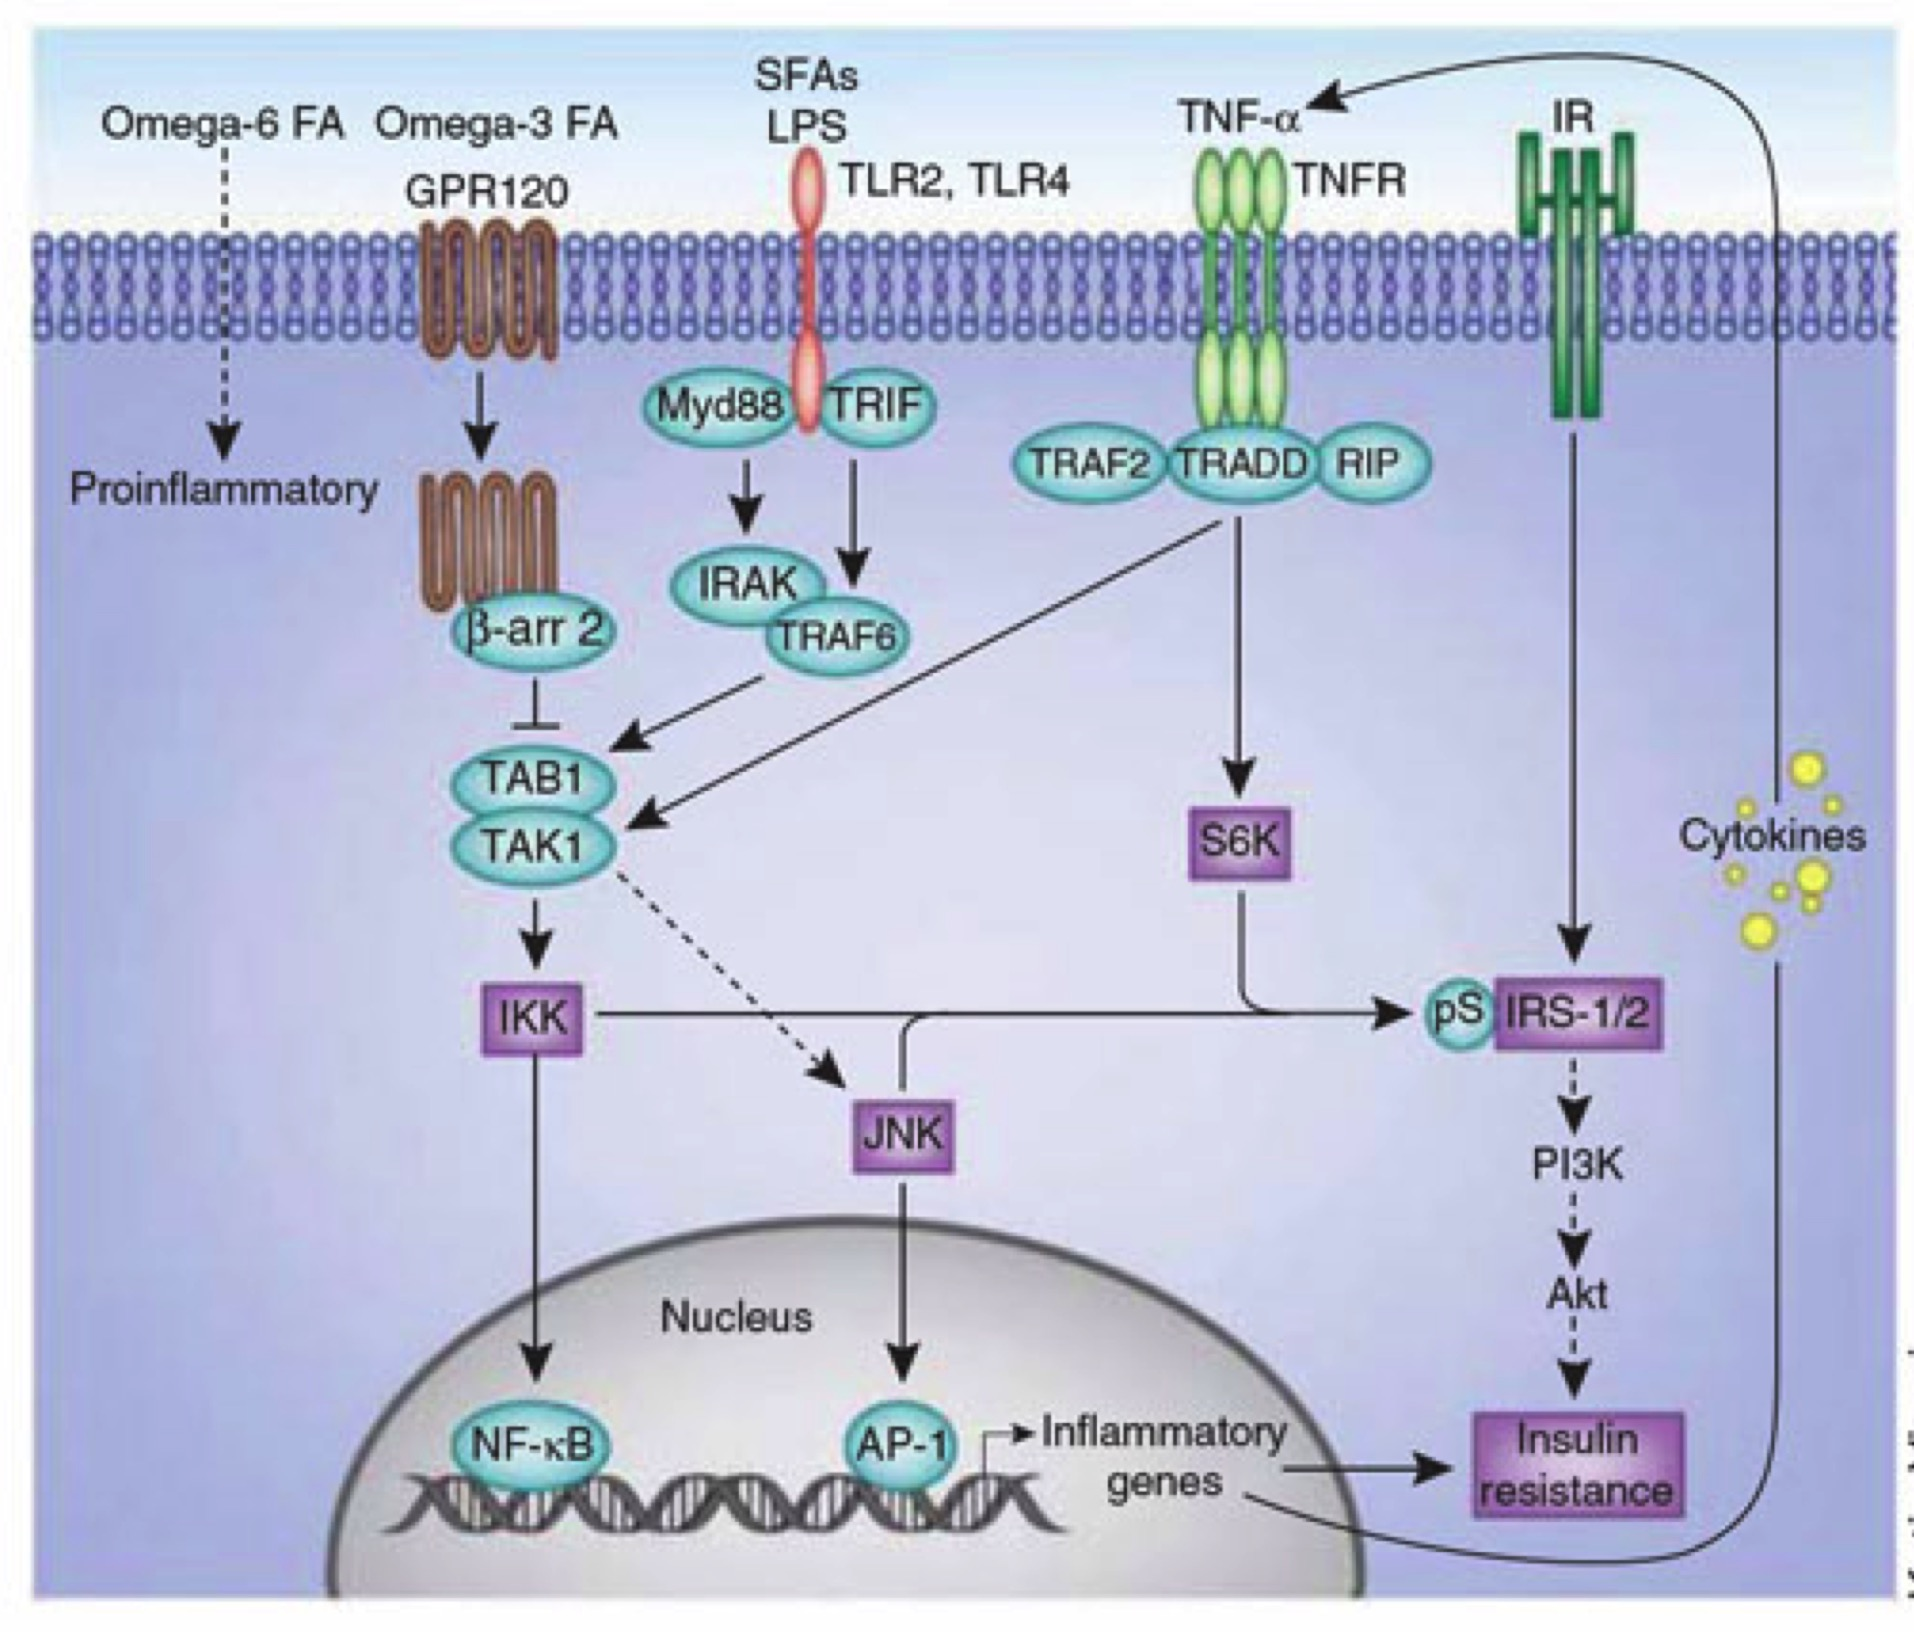 Omega-6 FA
Omega-3 FA
SFAs
LPS
TNF-α
IR
GPR120
TLR2, TLR4
TNFR
Myd88
TRIF
TRAF2
TRADD
RIP
Proinflammatory
IRAK
β-arr 2
TRAF6
TAB1
TAK1
S6K
Cytokines
IKK
pS
IRS-1/2
JNK
PI3K
Akt
Nucleus
NF-κB
AP-1
Inflammatory
genes
Insulin
resistance